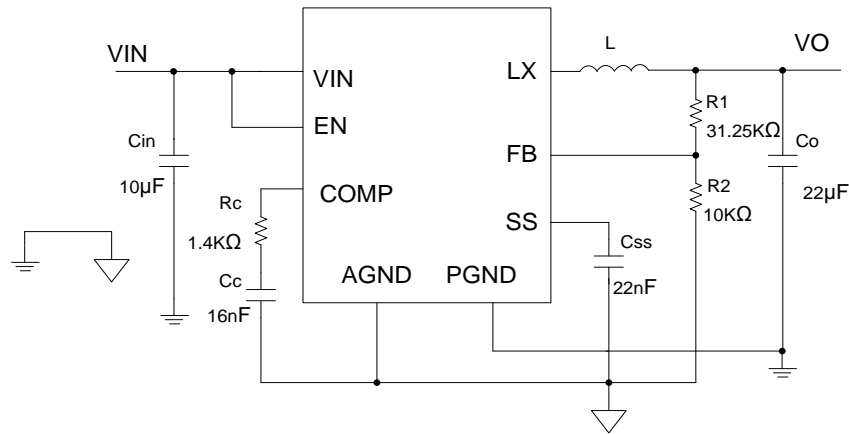 VIN
VIN
EN
COMP
AGND
PGND
LX
FB
SS
L
VO
R1
31.25KΩ
R2
10KΩ
Co
22µF
Css
22nF
Cin
10µF
Rc
1.4KΩ
Cc
16nF